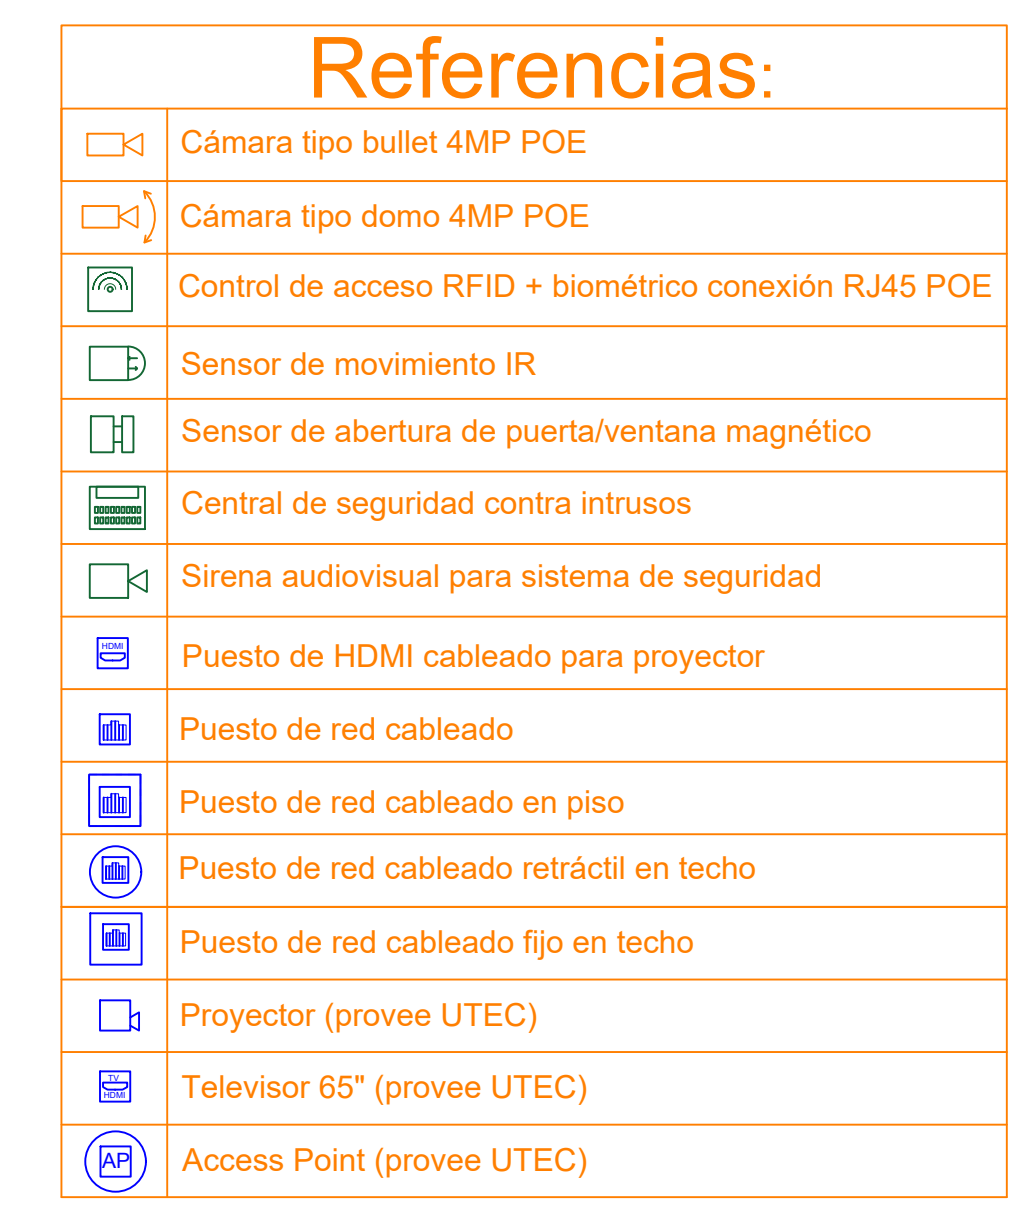 Referencias:
Cámara tipo bullet 4MP POE
Cámara tipo domo 4MP POE
Control de acceso RFID + biométrico conexión RJ45 POE
Sensor de movimiento IR
Sensor de abertura de puerta/ventana magnético
Central de seguridad contra intrusos
Sirena audiovisual para sistema de seguridad
HDMI
Puesto de HDMI cableado para proyector
Puesto de red cableado
Puesto de red cableado en piso
Puesto de red cableado retráctil en techo
Puesto de red cableado fijo en techo
Proyector (provee UTEC)
TV
HDMI
Televisor 65" (provee UTEC)
AP
Access Point (provee UTEC)